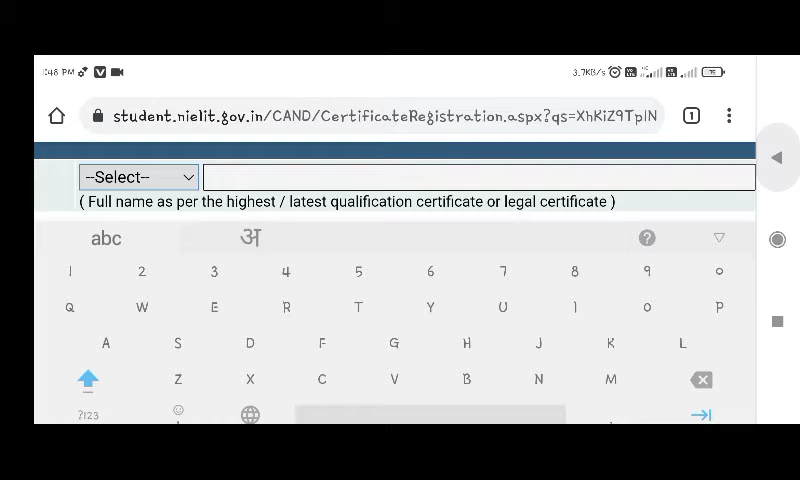 :48 PM
3.7KB/s 76
student.nielit.gov.in/CAND/CertificateRegistration.aspx?qs=XhKiZ9TplN
1
--Select--
( Full name as per the highest / latest qualification certificate or legal certificate )
abc अ ?
1 2 3 4 5 6 7 8 9 0
Q W E R T Y U I O P
A S D F G H J K L
Z X C V B N M
?123